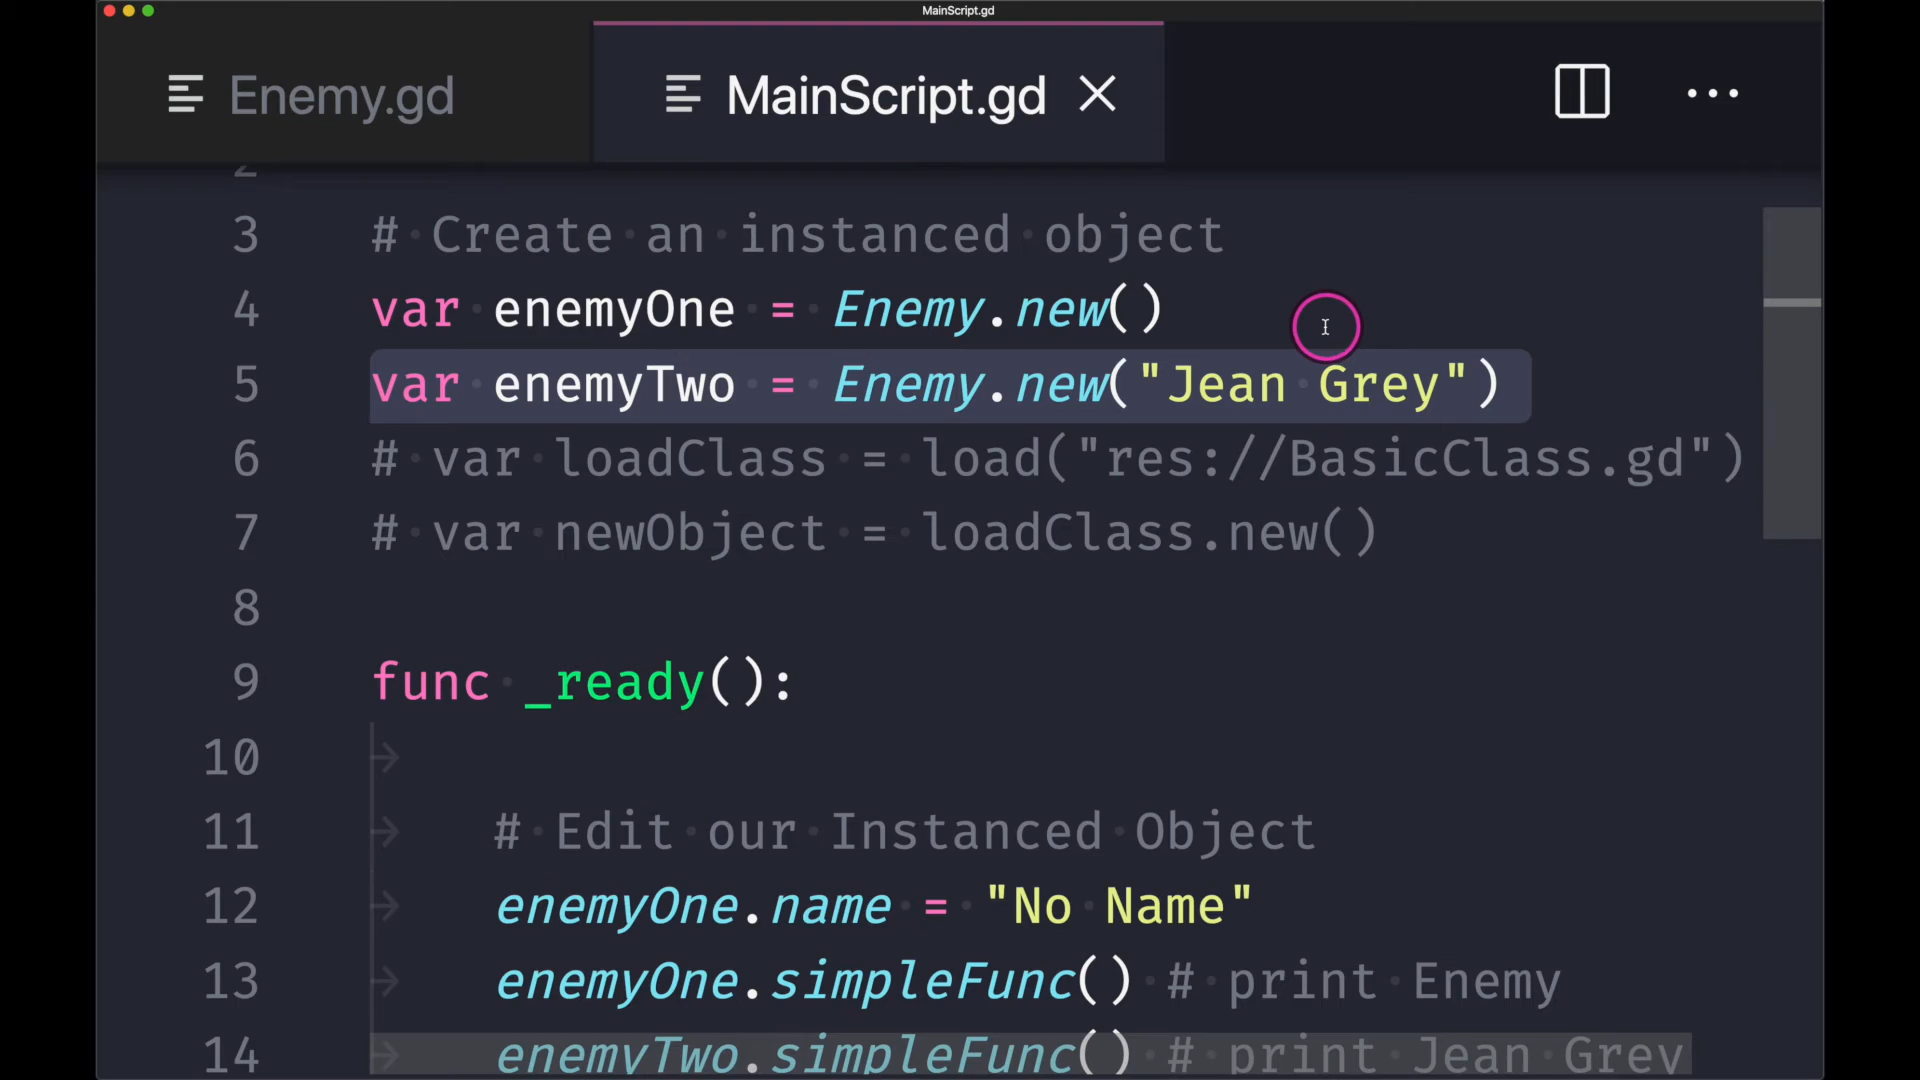 MainScript.gd
Enemy.gd MainScript.gd
2
3 # Create an instanced object
4 var enemyOne = Enemy.new()
5 var enemyTwo = Enemy.new("Jean Grey")
6 # var loadClass = load("res://BasicClass.gd")
7 # var newObject = loadClass.new()
8
9 func _ready():
10
11 # Edit our Instanced Object
12 enemyOne.name = "No Name"
13 enemyOne.simpleFunc() # print Enemy
14 enemyTwo.simpleFunc() # print Jean Grey